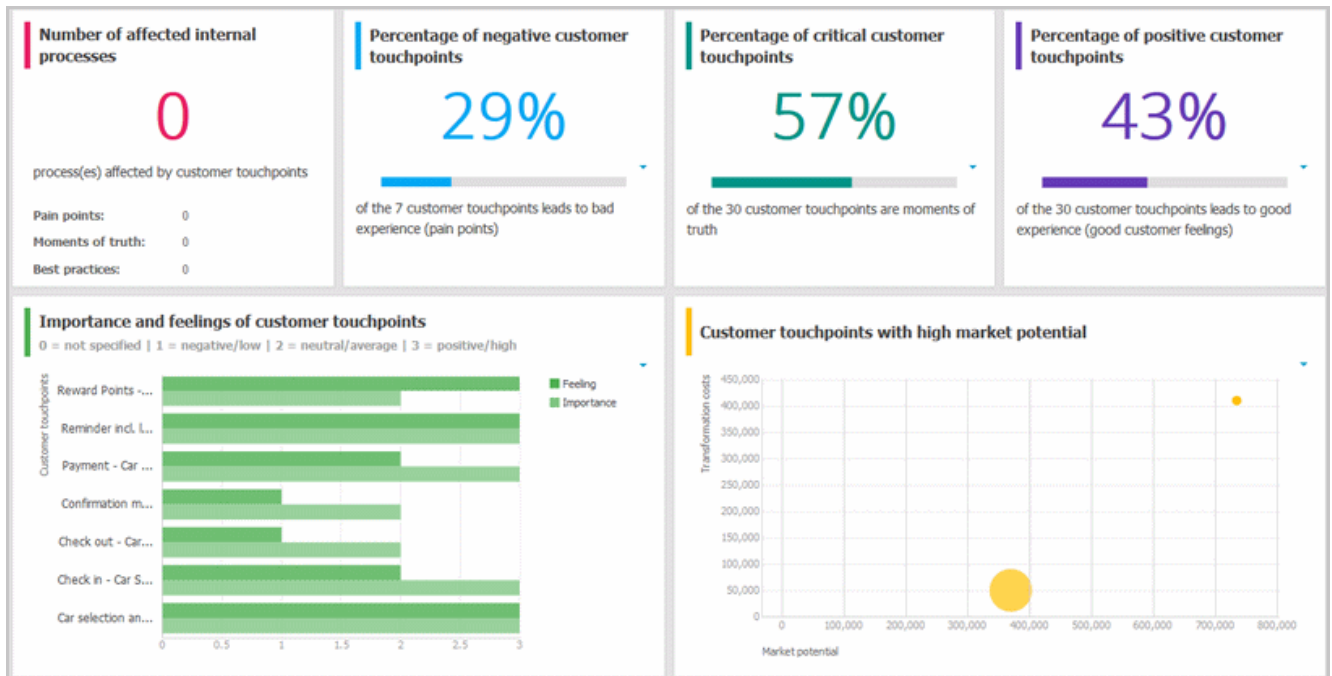 Number of affected internal
processes
0
process(es) affected by customer touchpoints
Pain points: 0
Moments of truth: 0
Best practices: 0
Percentage of negative customer
touchpoints
29%
of the 7 customer touchpoints leads to bad
experience (pain points)
Percentage of critical customer
touchpoints
57%
of the 30 customer touchpoints are moments of
truth
Percentage of positive customer
touchpoints
43%
of the 30 customer touchpoints leads to good
experience (good customer feelings)
Importance and feelings of customer touchpoints
0 = not specified | 1 = negative/low | 2 = neutral/average | 3 = positive/high
Customer touchpoints
Reward Points -...
Reminder incl. l...
Payment - Car ...
Confirmation m...
Check out - Car...
Check in - Car S...
Car selection an...
0 0.5 1 1.5 2 2.5 3
Feeling
Importance
Customer touchpoints with high market potential
Transformation costs
450,000
400,000
350,000
300,000
250,000
200,000
150,000
100,000
50,000
0
0 100,000 200,000 300,000 400,000 500,000 600,000 700,000 800,000
Market potential